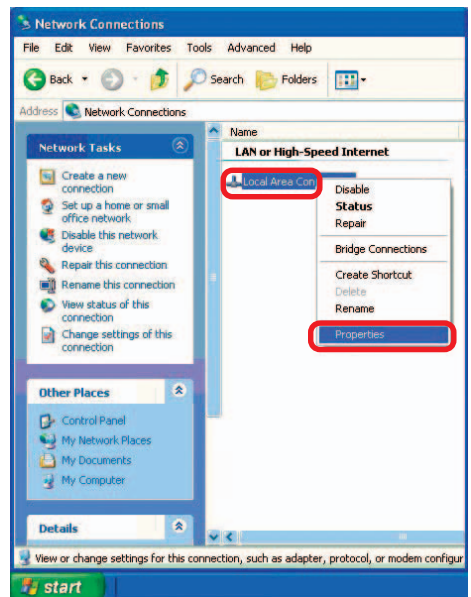 Network Connections
File Edit View Favorites Tools Advanced Help
Back Search Folders
Address Network Connections
Network Tasks
Create a new
connection
Set up a home or small
office network
Disable this network
device
Repair this connection
Rename this connection
View status of this
connection
Change settings of this
connection
Other Places
Control Panel
My Network Places
My Documents
My Computer
Details
Name
LAN or High-Speed Internet
Local Area Con
Disable
Status
Repair
Bridge Connections
Create Shortcut
Delete
Rename
Properties
View or change settings for this connection, such as adapter, protocol, or modem configur
start